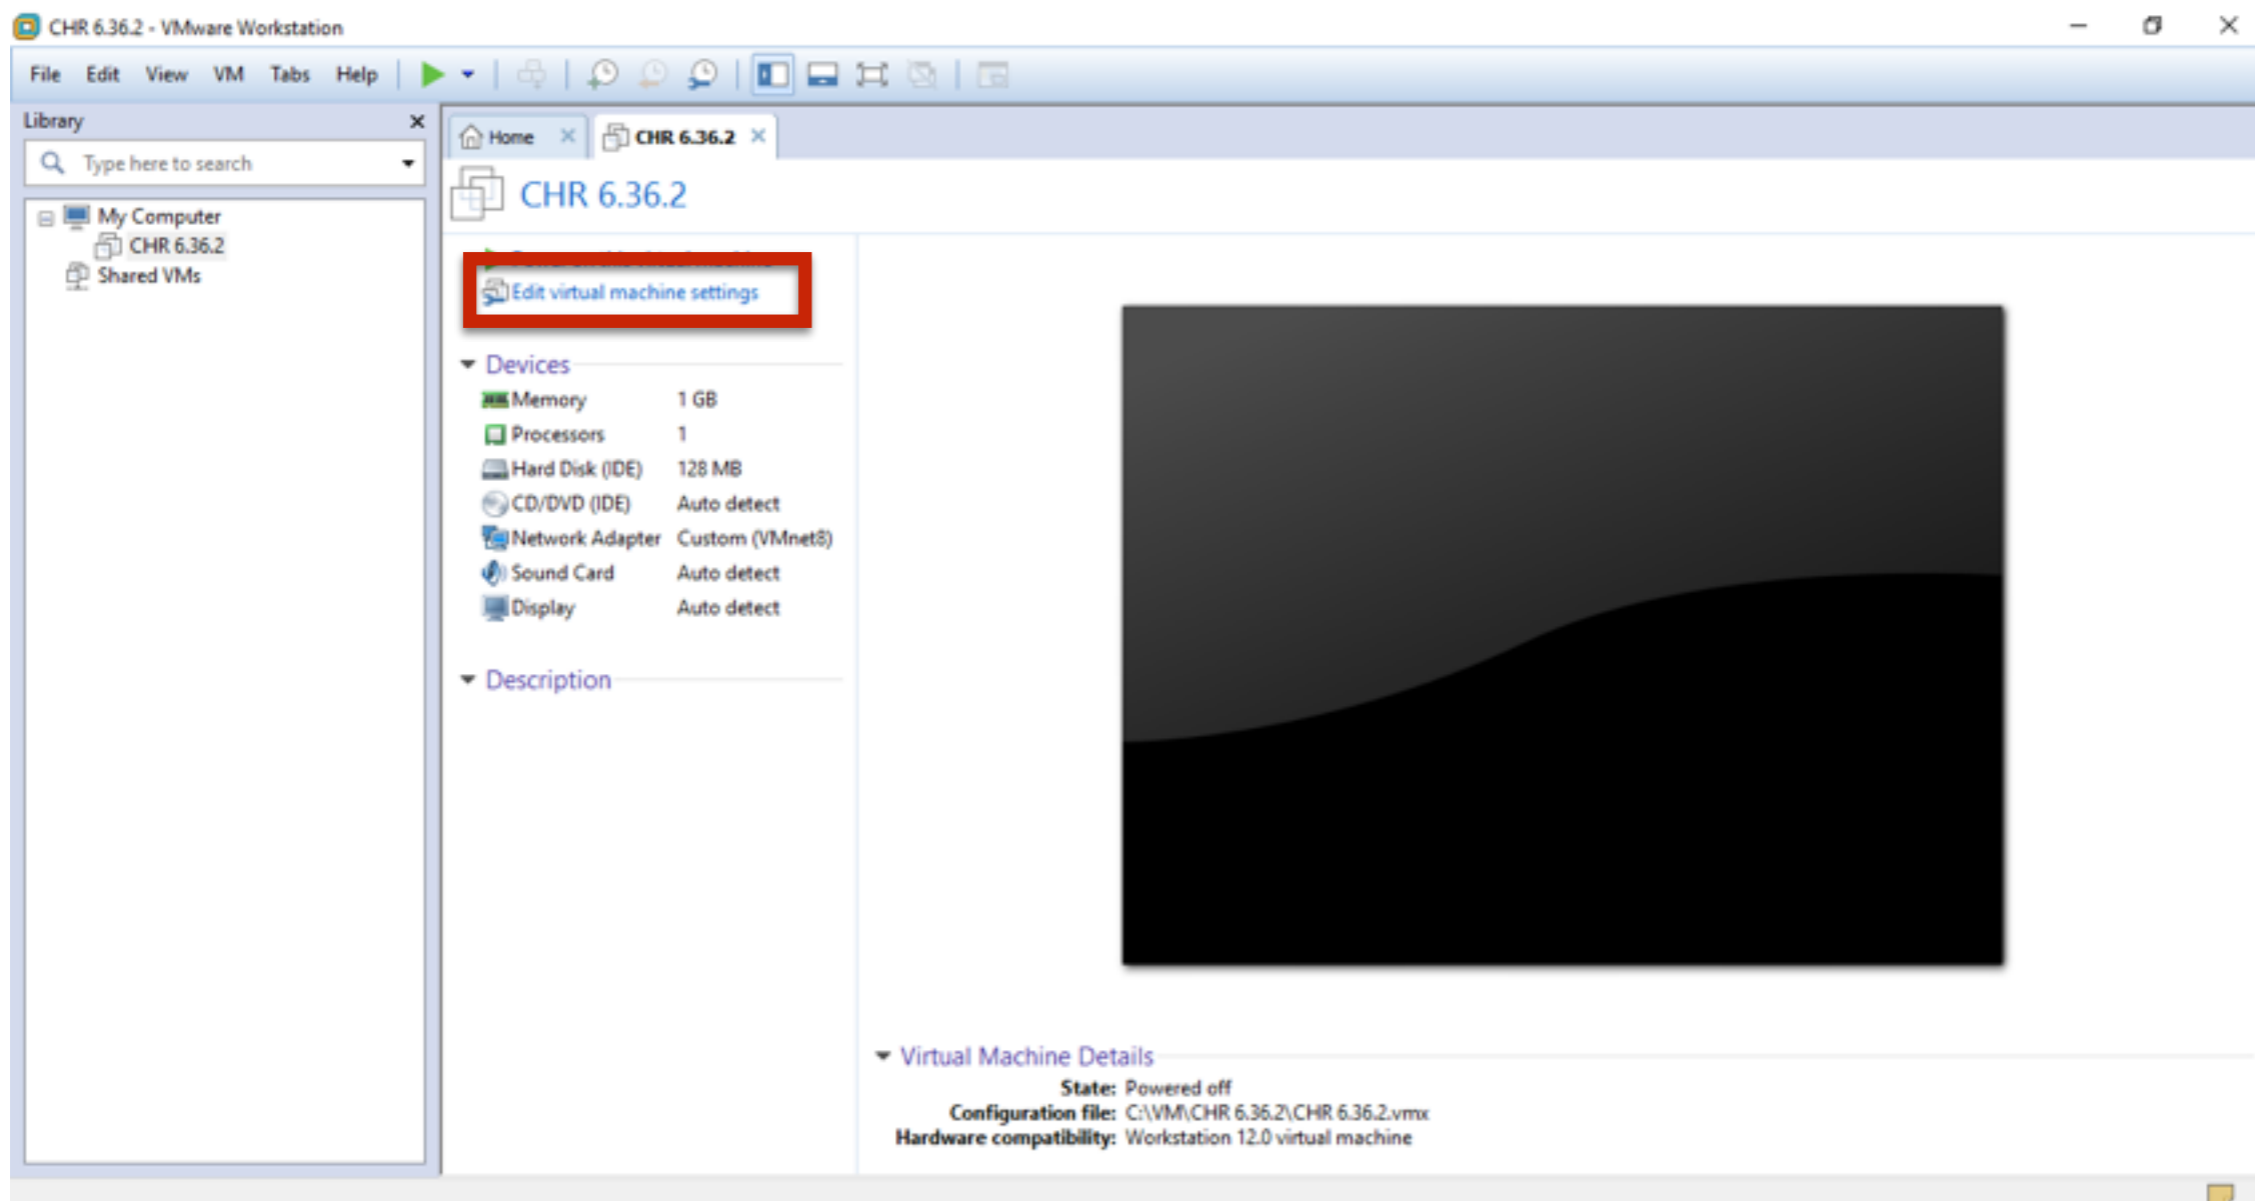 CHR 6.36.2 - VMware Workstation
File Edit View VM Tabs Help
Library
Type here to search
My Computer
CHR 6.36.2
Shared VMs
Home
CHR 6.36.2
CHR 6.36.2
Edit virtual machine settings
Devices
Memory 1 GB
Processors 1
Hard Disk (IDE) 128 MB
CD/DVD (IDE) Auto detect
Network Adapter Custom (VMnet8)
Sound Card Auto detect
Display Auto detect
Description
Virtual Machine Details
State: Powered off
Configuration file: C:\VM\CHR 6.36.2\CHR 6.36.2.vmx
Hardware compatibility: Workstation 12.0 virtual machine